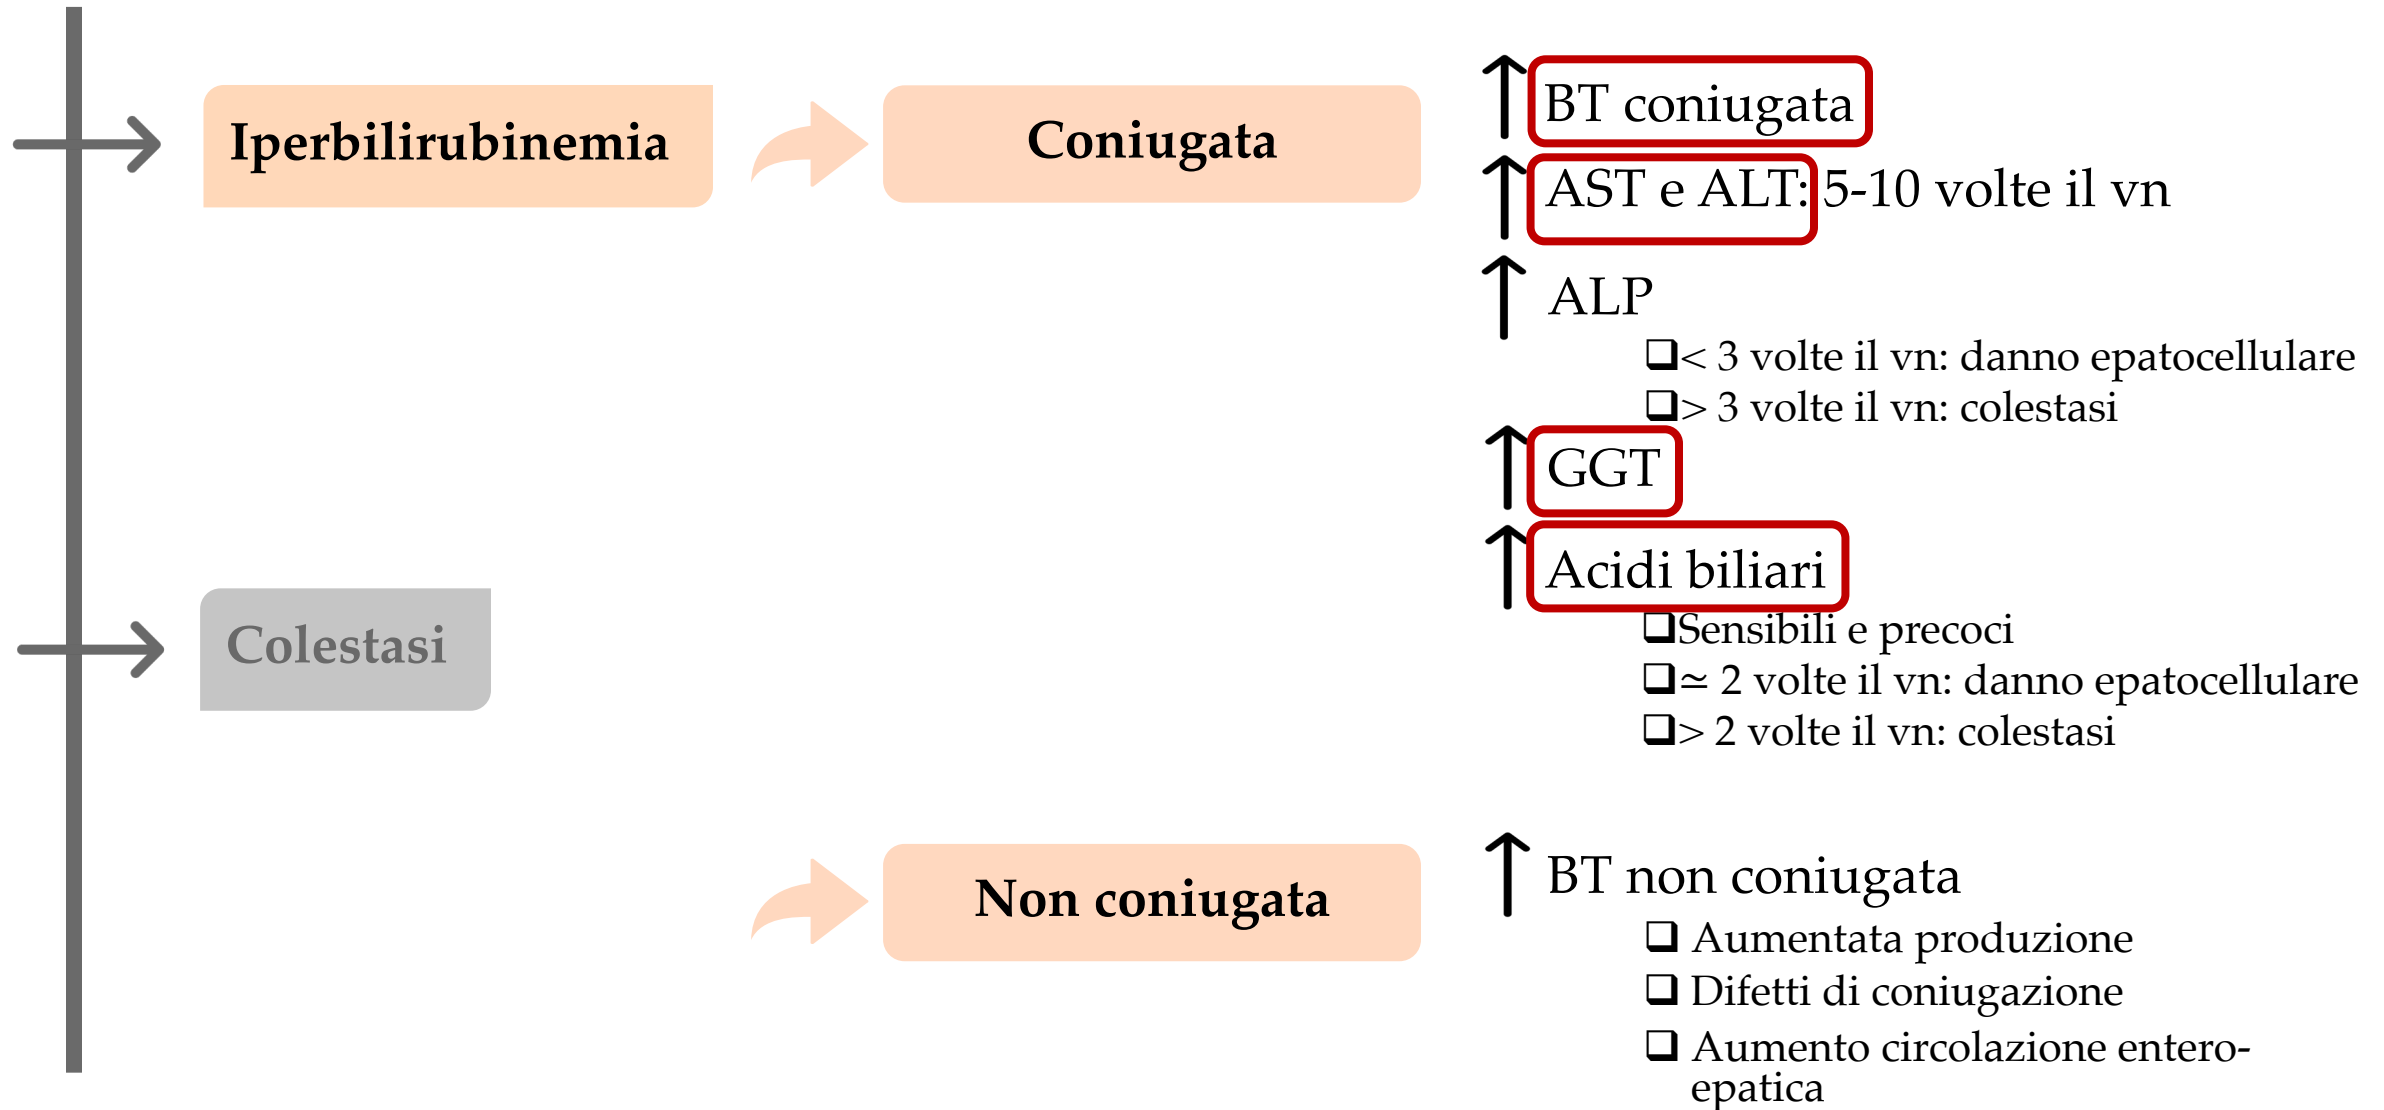 Iperbilirubinemia
Coniugata
BT coniugata
AST e ALT: 5-10 volte il vn
ALP
< 3 volte il vn: danno epatocellulare
> 3 volte il vn: colestasi
GGT
Acidi biliari
Sensibili e precoci
≃ 2 volte il vn: danno epatocellulare
> 2 volte il vn: colestasi
Colestasi
Non coniugata
BT non coniugata
Aumentata produzione
Difetti di coniugazione
Aumento circolazione entero-
epatica